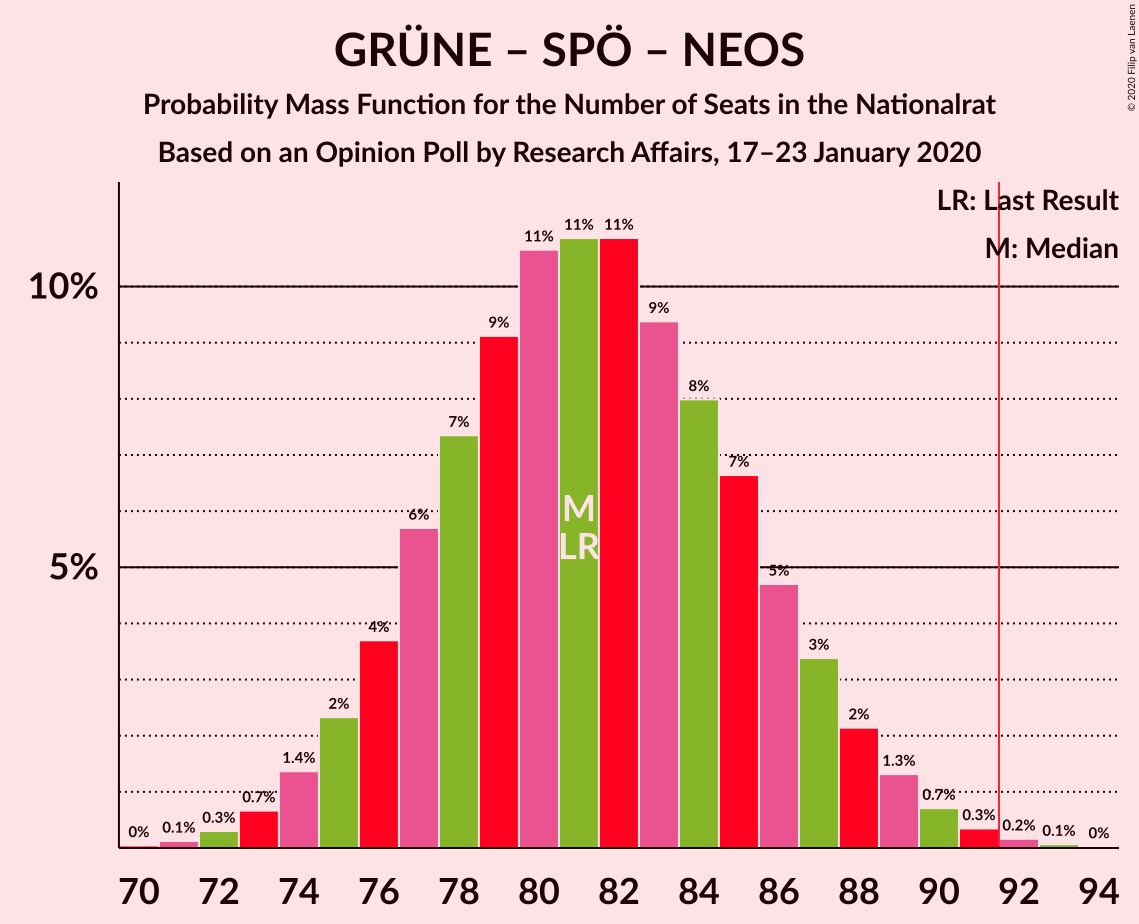 GRÜNE – SPÖ – NEOS
Probability Mass Function for the Number of Seats in the Nationalrat
Based on an Opinion Poll by Research Affairs, 17–23 January 2020
© 2020 Filip van Laenen
LR: Last Result
M: Median
10%
5%
0% 0.1% 0.3% 0.7% 1.4% 2% 4% 6% 7% 9% 11% 11% 11% 9% 8% 7% 5% 3% 2% 1.3% 0.7% 0.3% 0.2% 0.1% 0%
M
LR
70 72 74 76 78 80 82 84 86 88 90 92 94